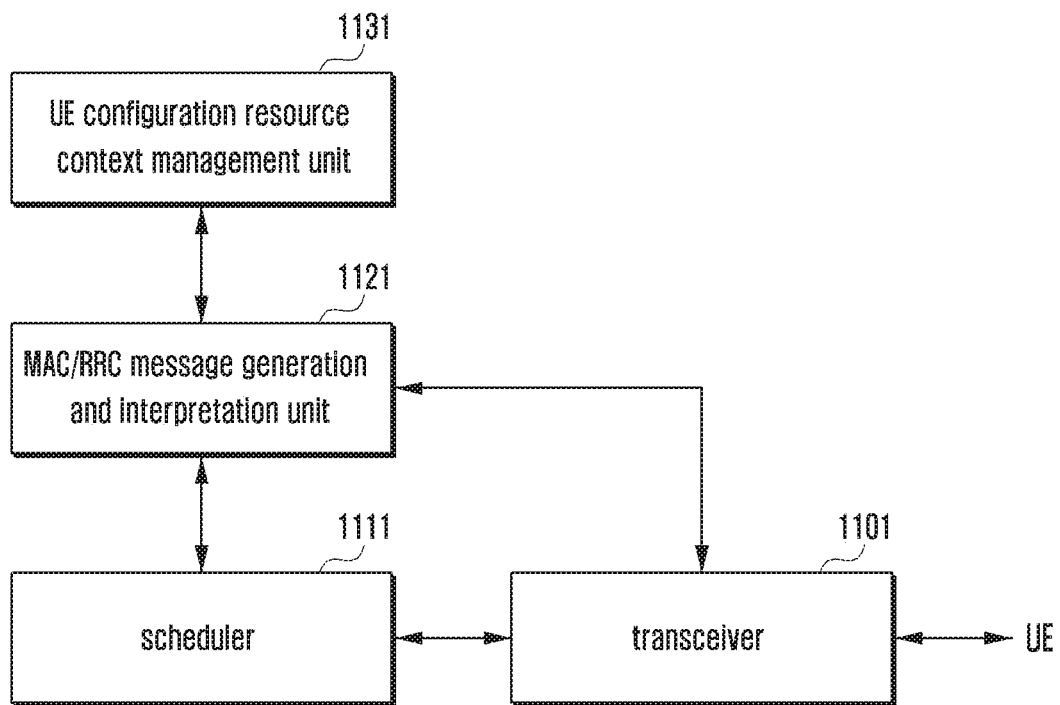 1131
UE configuration resource
context management unit
1121
MAC/RRC message generation
and interpretation unit
1111
scheduler
1101
transceiver
UE